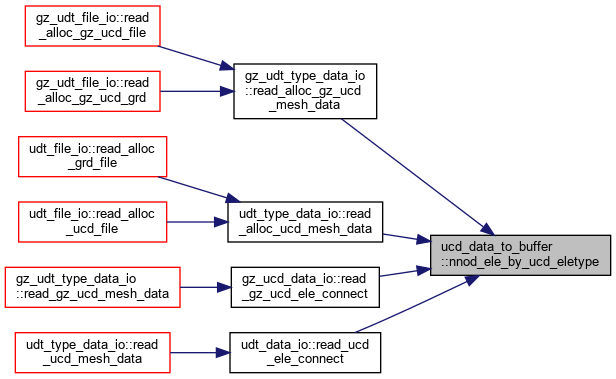 gz_udt_file_io::read
_alloc_gz_ucd_file
gz_udt_file_io::read
_alloc_gz_ucd_grd
gz_udt_type_data_io
::read_alloc_gz_ucd
_mesh_data
udt_file_io::read_alloc
_grd_file
udt_file_io::read_alloc
_ucd_file
udt_type_data_io::read
_alloc_ucd_mesh_data
ucd_data_to_buffer
::nnod_ele_by_ucd_eletype
gz_udt_type_data_io
::read_gz_ucd_mesh_data
gz_ucd_data_io::read
_gz_ucd_ele_connect
udt_type_data_io::read
_ucd_mesh_data
udt_data_io::read_ucd
_ele_connect